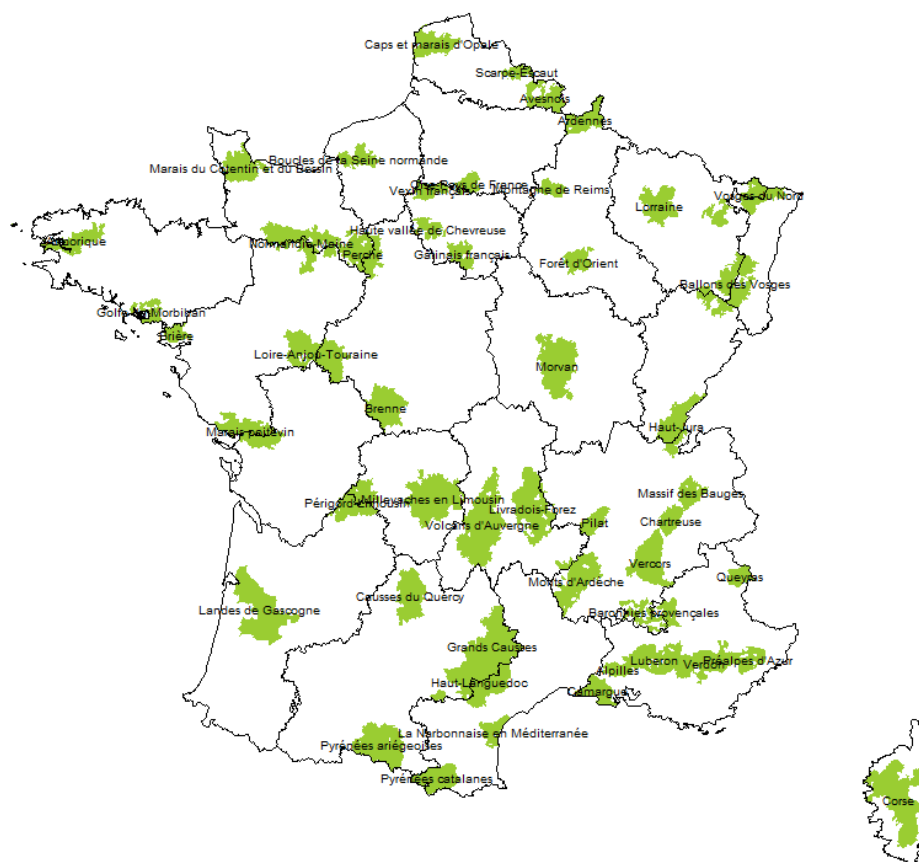 Caps et marais d'Opale
Scarpe-Escaut
Avesnois
Ardennes
Boucles de la Seine normande
Marais du Cotentin et du Bessin
Oise-Pays de France
Vexin français
Montagne de Reims
Vosges du Nord
Lorraine
Haute vallée de Chevreuse
Armorique
Normandie-Maine
Perche
Gatinais français
Forêt d'Orient
Ballons des Vosges
Golfe du Morbihan
Brière
Loire-Anjou-Touraine
Morvan
Brenne
Haut-Jura
Marais poitevin
Massif des Bauges
Périgord-Limousin
Millevaches en Limousin
Livradois-Forez
Volcans d'Auvergne
Pilat
Chartreuse
Vercors
Queyras
Monts d'Ardèche
Causses du Quercy
Landes de Gascogne
Baronnies provençales
Grands Causses
Luberon
Verdon
Préalpes d'Azur
Alpilles
Haut-Languedoc
Camargue
La Narbonnaise en Méditerranée
Pyrénées ariégeoises
Pyrénées catalanes
Corse